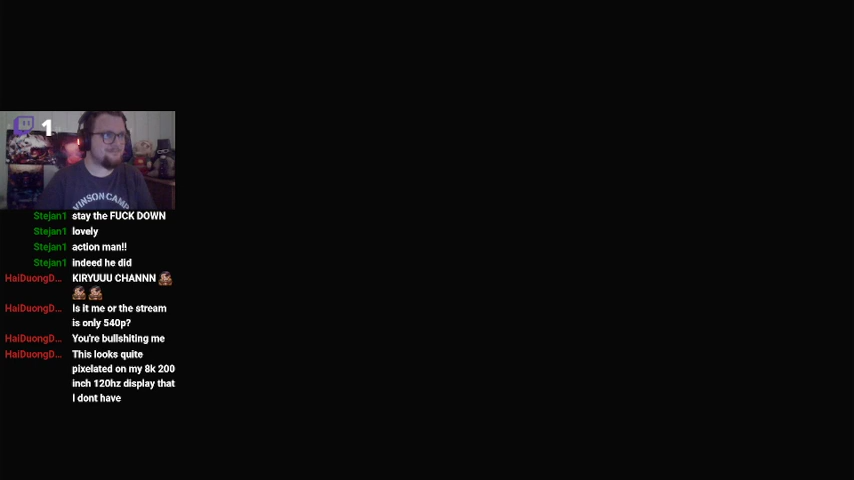 1
VINSON CAMP
Stejan1 stay the FUCK DOWN
Stejan1 lovely
Stejan1 action man!!
Stejan1 indeed he did
HaiDuongD... KIRYUUU CHANNN
HaiDuongD... Is it me or the stream
is only 540p?
HaiDuongD... You're bullshiting me
HaiDuongD... This looks quite
pixelated on my 8k 200
inch 120hz display that
I dont have